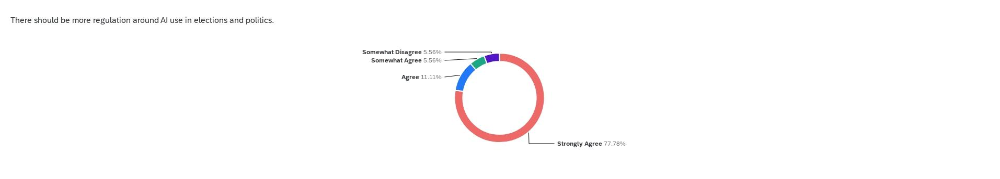 There should be more regulation around AI use in elections and politics.
Somewhat Disagree 5.56%
Somewhat Agree 5.56%
Agree 11.11%
Strongly Agree 77.78%